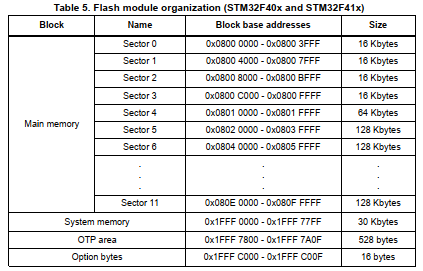 Table 5. Flash module organization (STM32F40x and STM32F41x)
Block Name Block base addresses Size
Main memory
Sector 0 0x0800 0000 - 0x0800 3FFF 16 Kbytes
Sector 1 0x0800 4000 - 0x0800 7FFF 16 Kbytes
Sector 2 0x0800 8000 - 0x0800 BFFF 16 Kbytes
Sector 3 0x0800 C000 - 0x0800 FFFF 16 Kbytes
Sector 4 0x0801 0000 - 0x0801 FFFF 64 Kbytes
Sector 5 0x0802 0000 - 0x0803 FFFF 128 Kbytes
Sector 6 0x0804 0000 - 0x0805 FFFF 128 Kbytes
. . .
. . .
. . .
Sector 11 0x080E 0000 - 0x080F FFFF 128 Kbytes
System memory 0x1FFF 0000 - 0x1FFF 77FF 30 Kbytes
OTP area 0x1FFF 7800 - 0x1FFF 7A0F 528 bytes
Option bytes 0x1FFF C000 - 0x1FFF C00F 16 byte